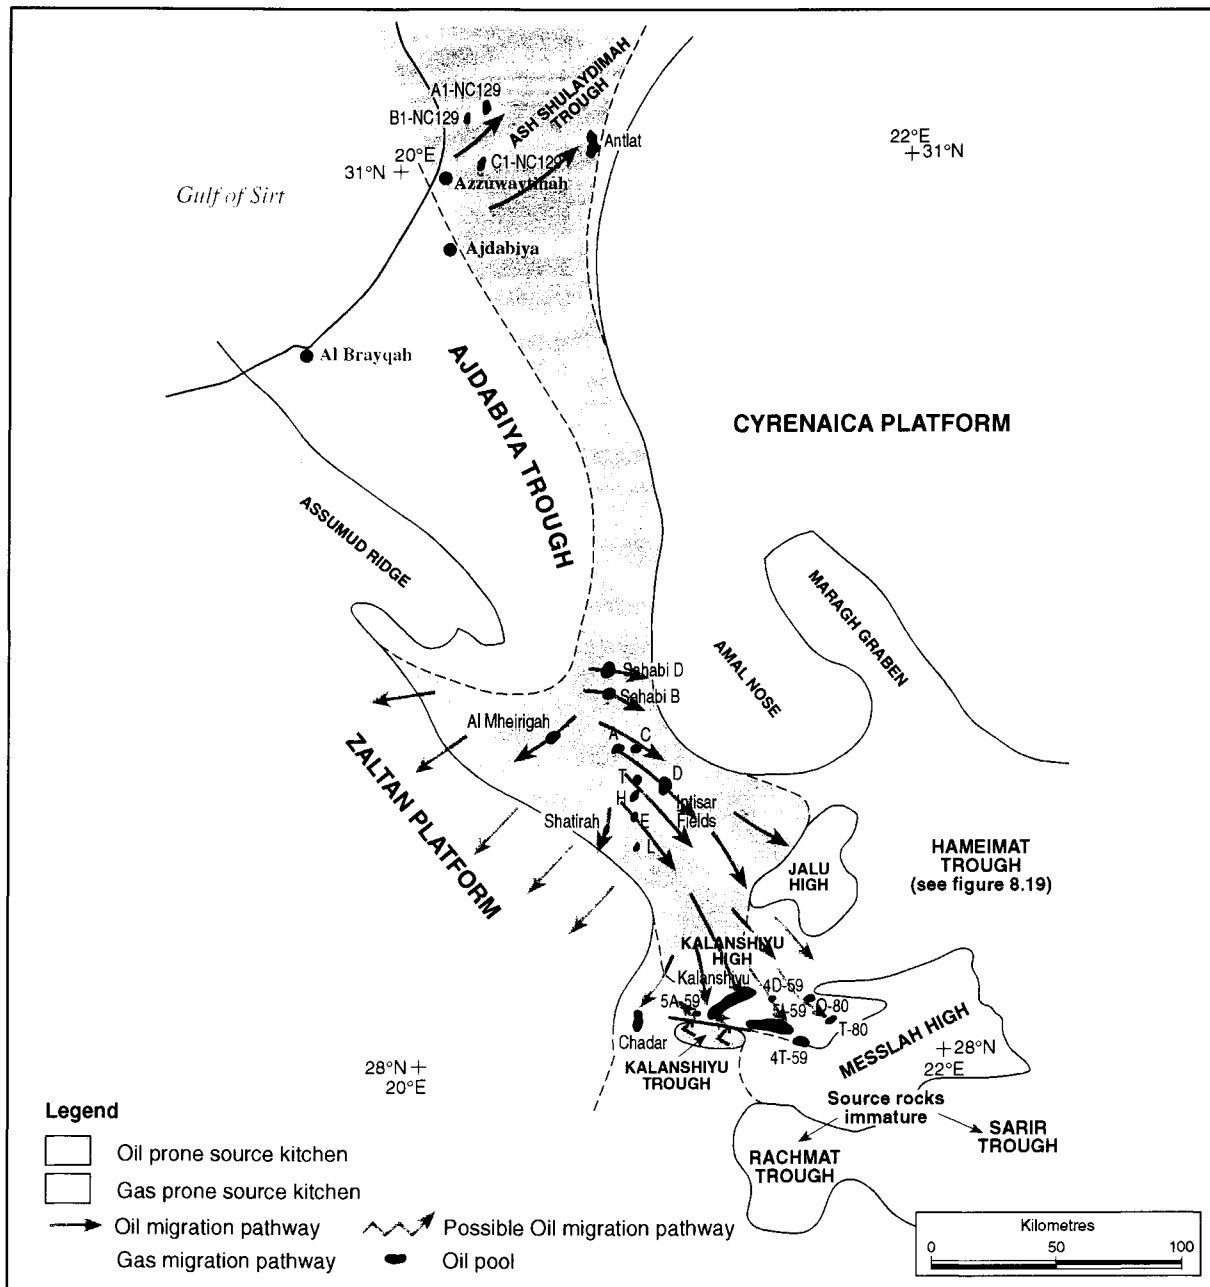 A1-NC129
B1-NC129
ASH SHULAYDIMAH
TROUGH
Antlat
C1-NC129
22°E
+31°N
20°E
31°N +
Azzuwaytinah
Gulf of Sirt
Ajdabiya
Al Brayqah
AJDABIYA TROUGH
CYRENAICA PLATFORM
ASSUMUD RIDGE
MARAGH GRABEN
AMAL NOSE
Sahabi D
Sahabi B
Al Mheirigah
A
C
ZALTAN PLATFORM
T
D
H
Intisar
Fields
Shatirah
E
L
JALU
HIGH
HAMEIMAT
TROUGH
(see figure 8.19)
KALANSHIYU
HIGH
Kalanshiyu
4D-59
5A-59
5I-59
O-80
T-80
Chadar
4T-59
MESSLAH HIGH
+28°N
22°E
KALANSHIYU
TROUGH
28°N +
20°E
Source rocks
immature
SARIR
TROUGH
RACHMAT
TROUGH
Legend
Oil prone source kitchen
Gas prone source kitchen
Oil migration pathway
Possible Oil migration pathway
Gas migration pathway
Oil pool
Kilometres
0 50 100